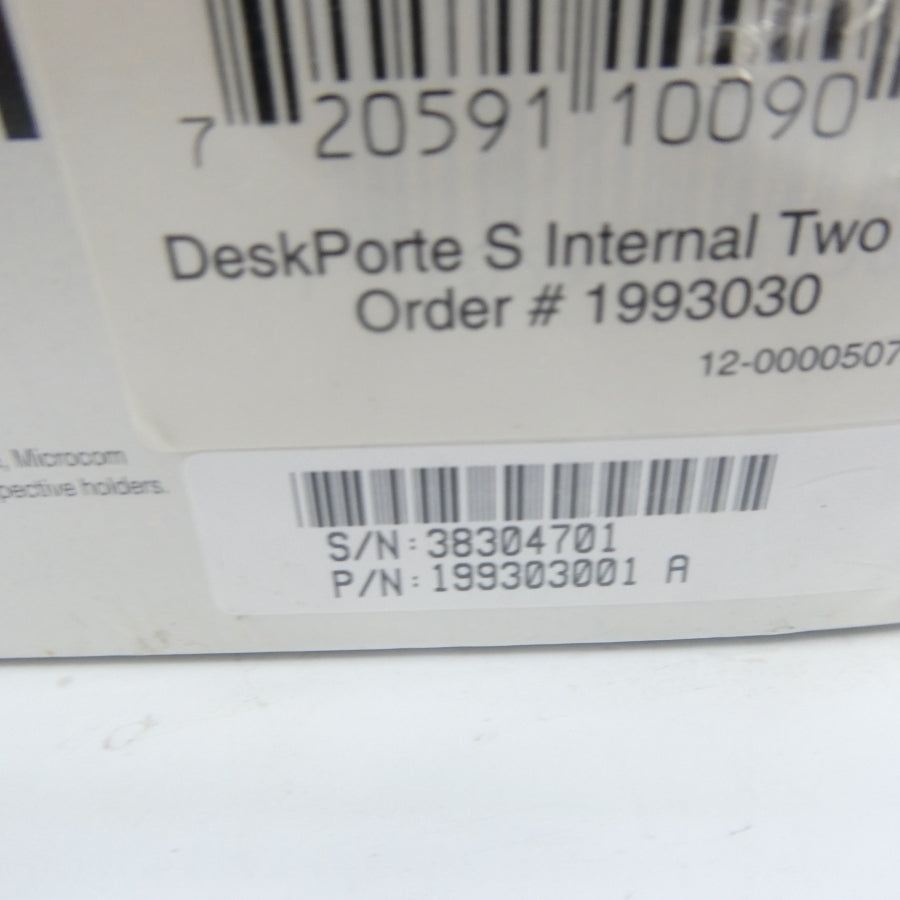 7 20591 10090
DeskPorte S Internal Two
Order # 1993030
12-0000507
, Microcom
pective holders.
S/N:38304701
P/N:199303001 A